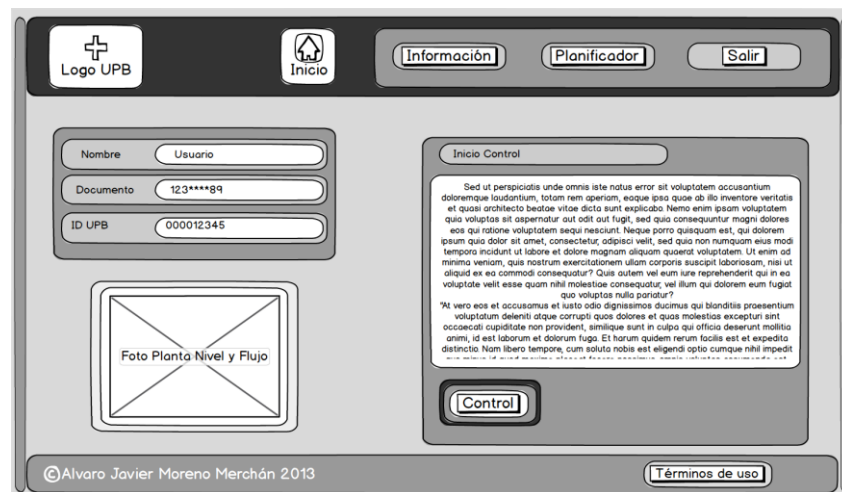 Logo UPB
Inicio
Información
Planificador
Salir
Nombre
Usuario
Documento
123****89
ID UPB
000012345
Foto Planta Nivel y Flujo
Inicio Control
Sed ut perspiciatis unde omnis iste natus error sit voluptatem accusantium
doloremque laudantium, totam rem aperiam, eaque ipsa quae ab illo inventore veritatis
et quasi architecto beatae vitae dicta sunt explicabo. Nemo enim ipsam voluptatem
quia voluptas sit aspernatur aut odit aut fugit, sed quia consequuntur magni dolores
eos qui ratione voluptatem sequi nesciunt. Neque porro quisquam est, qui dolorem
ipsum quia dolor sit amet, consectetur, adipisci velit, sed quia non numquam eius modi
tempora incidunt ut labore et dolore magnam aliquam quaerat voluptatem. Ut enim ad
minima veniam, quis nostrum exercitationem ullam corporis suscipit laboriosam, nisi ut
aliquid ex ea commodi consequatur? Quis autem vel eum iure reprehenderit qui in ea
voluptate velit esse quam nihil molestiae consequatur, vel illum qui dolorem eum fugiat
quo voluptas nulla pariatur?
"At vero eos et accusamus et iusto odio dignissimos ducimus qui blanditiis praesentium
voluptatum deleniti atque corrupti quos dolores et quas molestias excepturi sint
occaecati cupiditate non provident, similique sunt in culpa qui officia deserunt mollitia
animi, id est laborum et dolorum fuga. Et harum quidem rerum facilis est et expedita
distinctio. Nam libero tempore, cum soluta nobis est eligendi optio cumque nihil impedit
Control
©Alvaro Javier Moreno Merchán 2013
Términos de uso